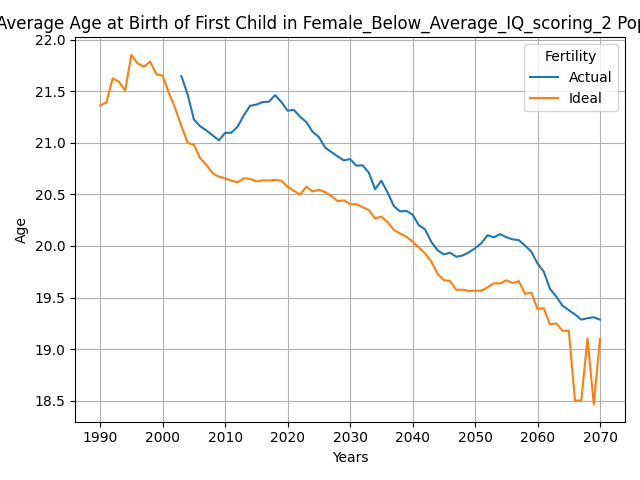 Average Age at Birth of First Child in Female_Below_Average_IQ_scoring_2 Pop
22.0
21.5
21.0
20.5
20.0
19.5
19.0
18.5
Age
Fertility
Actual
Ideal
1990 2000 2010 2020 2030 2040 2050 2060 2070
Years